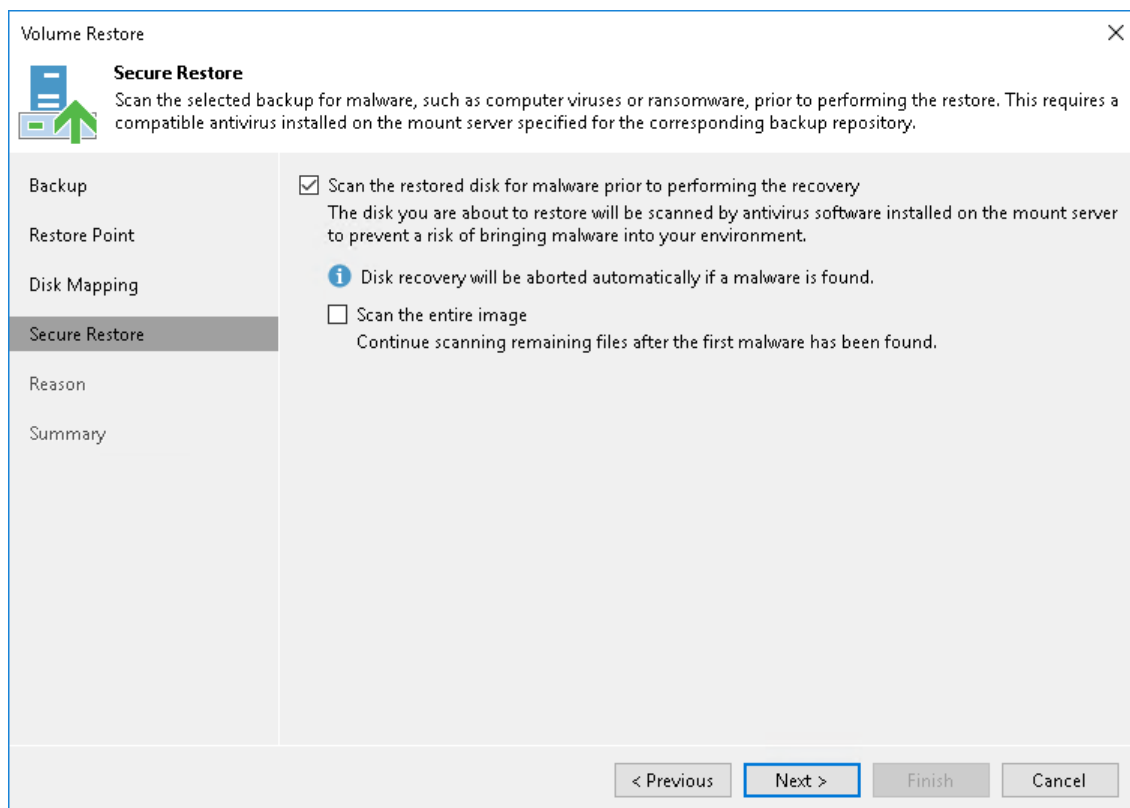 Volume Restore
Secure Restore
Scan the selected backup for malware, such as computer viruses or ransomware, prior to performing the restore. This requires a
compatible antivirus installed on the mount server specified for the corresponding backup repository.
Backup
Restore Point
Disk Mapping
Secure Restore
Reason
Summary
Scan the restored disk for malware prior to performing the recovery
The disk you are about to restore will be scanned by antivirus software installed on the mount server
to prevent a risk of bringing malware into your environment.
Disk recovery will be aborted automatically if a malware is found.
Scan the entire image
Continue scanning remaining files after the first malware has been found.
< Previous
Next >
Finish
Cancel